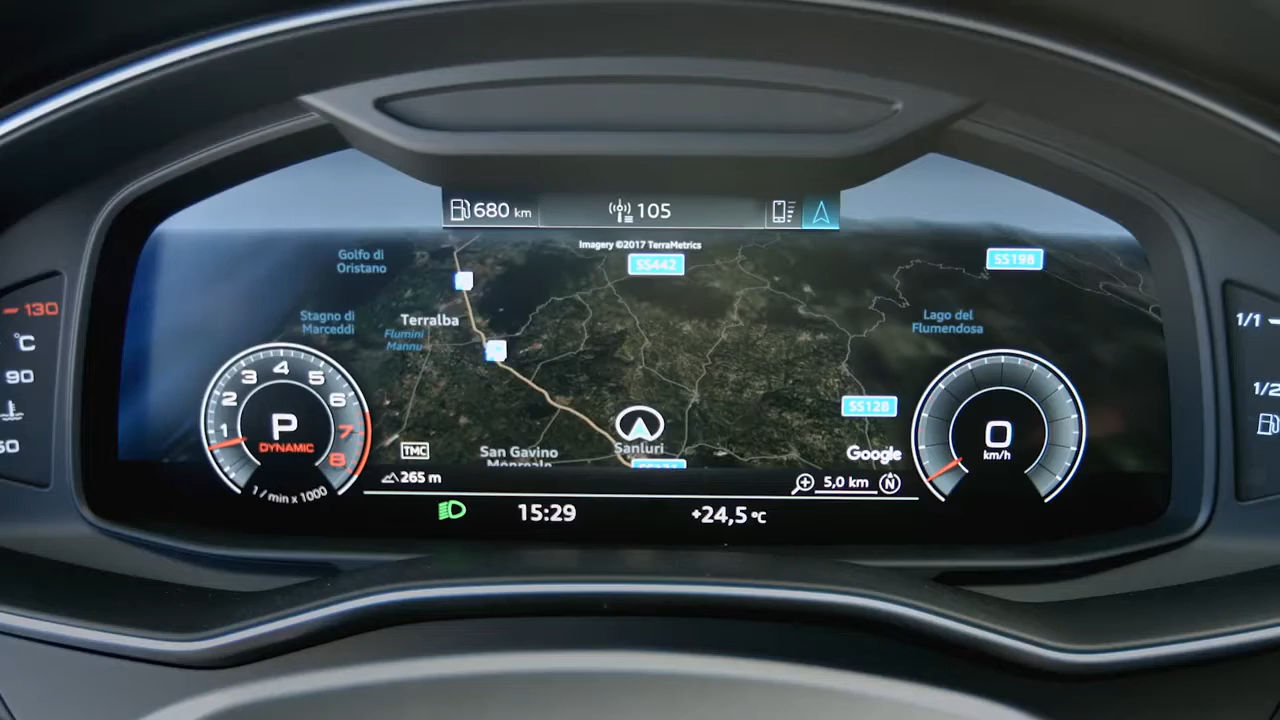 680 km
105
Imagery ©2017 TerraMetrics
Golfo di
Oristano
SS442
SS198
Stagno di
Marceddi
Terralba
Flumini
Mannu
Lago del
Flumendosa
130
°C
90
1/1
1/2
1 2 3 4 5 6 7 8
P
DYNAMIC
1 / min x 1000
SS128
0
km/h
TMC
San Gavino
Monreale
Sanluri
Google
265 m
5,0 km
N
15:29
+24,5 °C